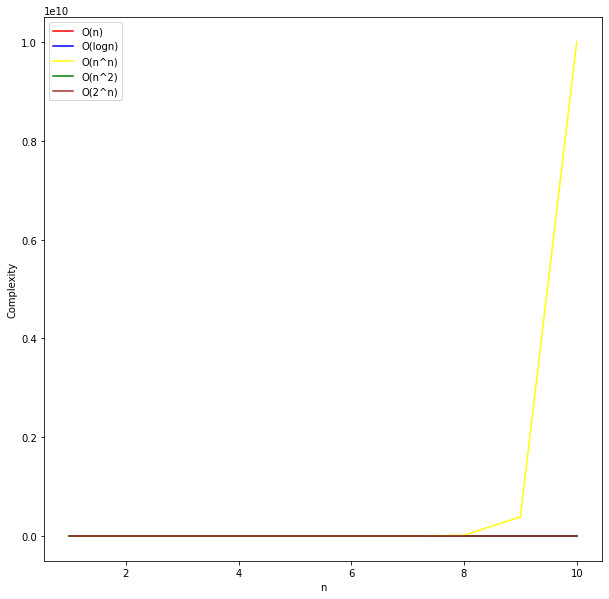 1e10
O(n)
O(logn)
O(n^n)
O(n^2)
O(2^n)
1.0
0.8
0.6
0.4
0.2
0.0
Complexity
2 4 6 8 10
n